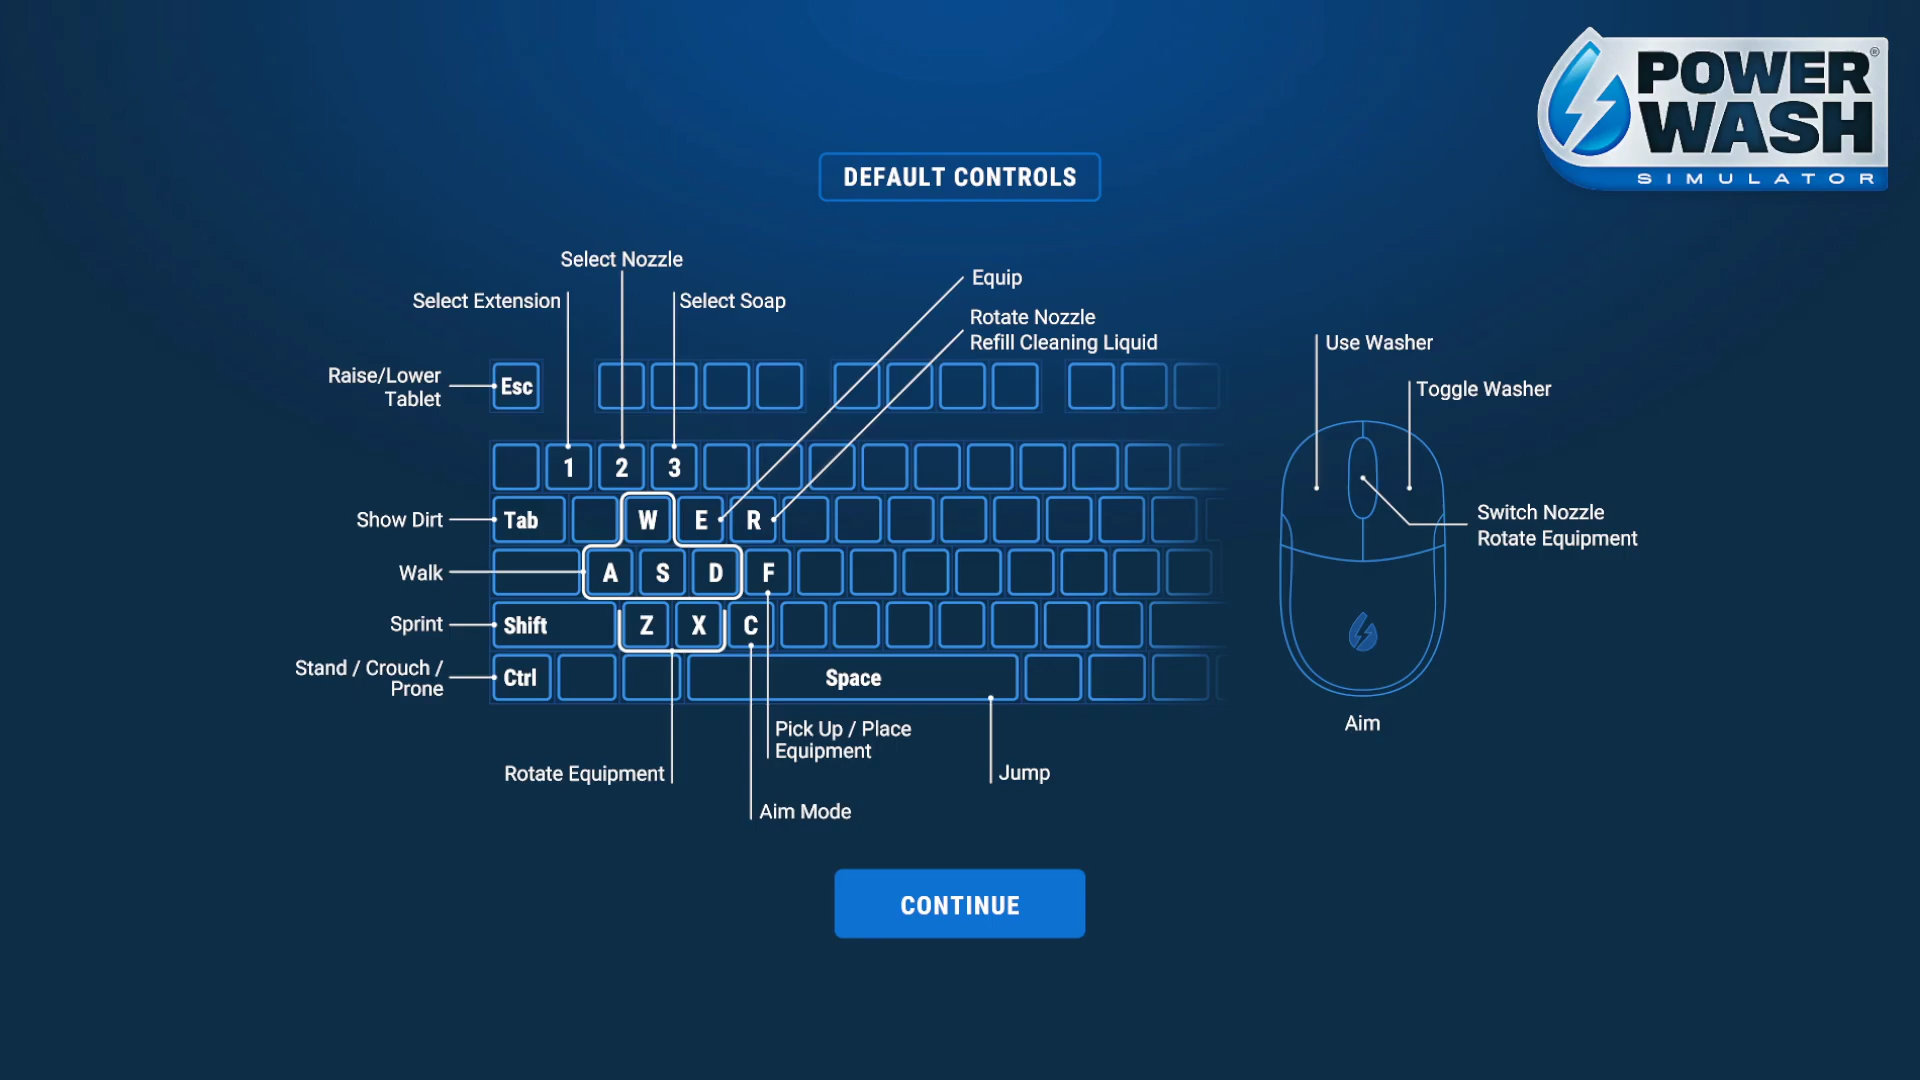 POWER®
WASH
SIMULATOR
DEFAULT CONTROLS
Select Nozzle
Select Extension
Select Soap
Equip
Rotate Nozzle
Refill Cleaning Liquid
Raise/Lower
Tablet
Esc
1 2 3
Show Dirt
Tab W E R
Walk
A S D F
Sprint
Shift Z X C
Stand / Crouch /
Prone
Ctrl Space
Pick Up / Place
Equipment
Rotate Equipment
Jump
Aim Mode
Use Washer
Toggle Washer
Switch Nozzle
Rotate Equipment
Aim
CONTINUE